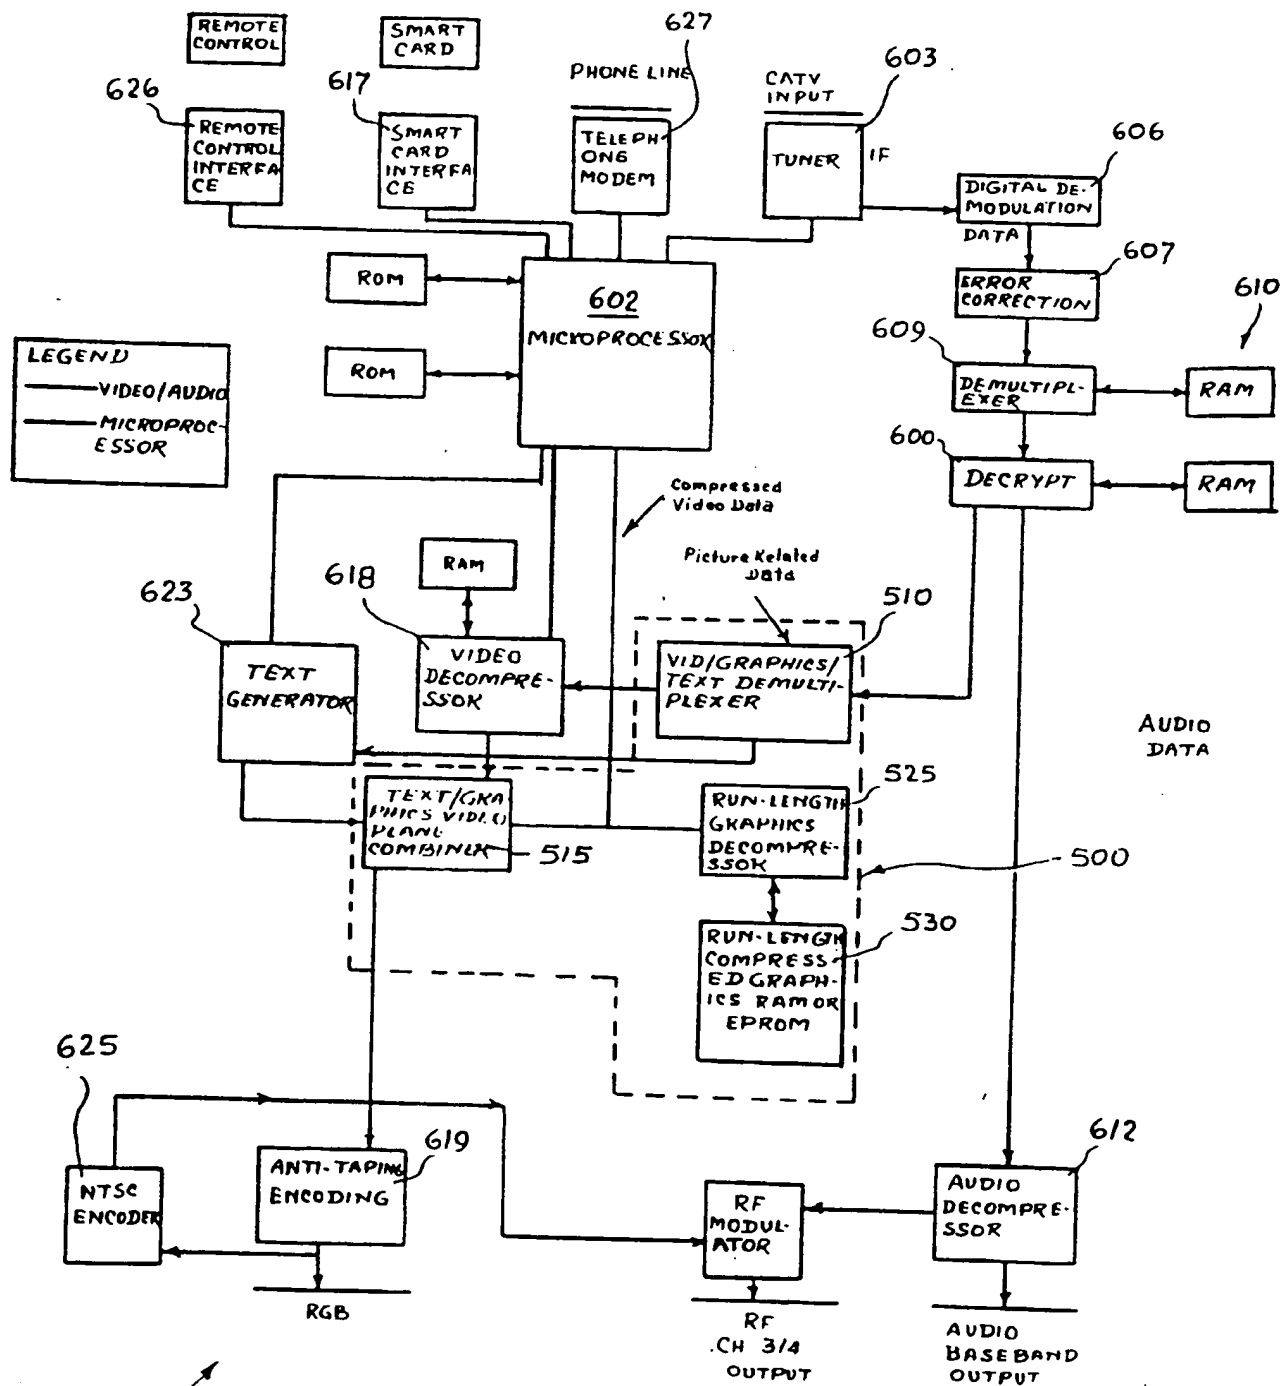 REMOTE
CONTROL
SMART
CARD
627
PHONE LINE
CATV
INPUT
603
626
617
606
REMOTE
CONTROL
INTERFA
CE
SMART
CARD
INTERFA
CE
TELEPH
ONE
MODEM
TUNER
IF
DIGITAL DE-
MODULATION
DATA
607
ROM
602
MICROPROCESSOR
ERROR
CORRECTION
610
LEGEND
VIDEO/AUDIO
MICROPROC-
ESSOR
ROM
609
DEMULTIPL-
EXER
RAM
600
DECRYPT
RAM
Compressed
Video Data
RAM
Picture Related
Data
623
618
510
TEXT
GENERATOR
VIDEO
DECOMPRE-
SSOR
VID/GRAPHICS/
TEXT DEMULTI-
PLEXER
AUDIO
DATA
TEXT/GRA
PHICS VIDEO
PLANE
COMBINER
515
RUN-LENGTH
GRAPHICS
DECOMPRE-
SSOR
525
500
RUN-LENGTH
COMPRESS
ED GRAPH-
ICS RAM OR
EPROM
530
625
NTSC
ENCODER
ANTI-TAPING
ENCODING
619
RF
MODUL-
ATOR
612
AUDIO
DECOMPRE-
SSOR
RGB
RF
CH 3/4
OUTPUT
AUDIO
BASEBAND
OUTPUT